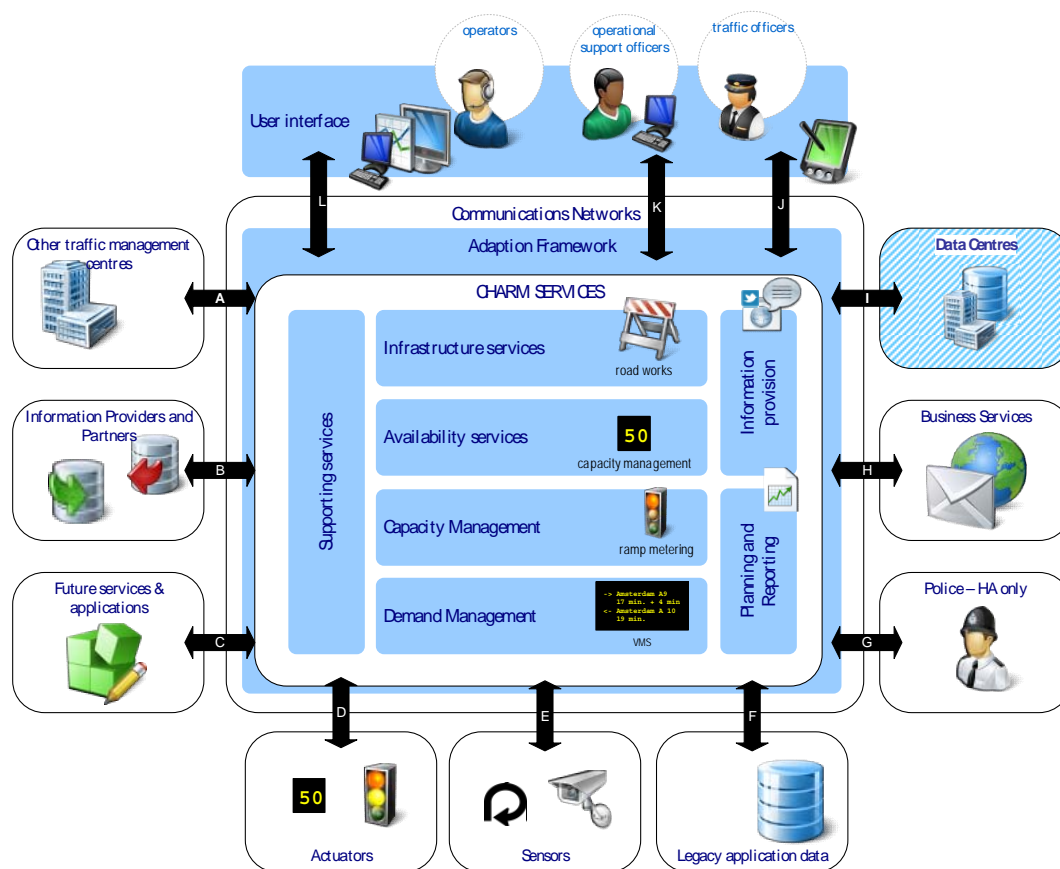 operators
operational
support officers
traffic officers
User interface
L
K
J
Communications Networks
Adaption Framework
Other traffic management
centres
A
CHARM SERVICES
I
Data Centres
Infrastructure services
road works
Information
provision
Supporting services
Information Providers and
Partners
B
Availability services
50
capacity management
H
Business Services
Capacity Management
ramp metering
Planning and
Reporting
Future services &
applications
C
Demand Management
-> Amsterdam A9
17 min. + 4 min
<- Amsterdam A 10
19 min.
VMS
G
Police – HA only
D
E
F
50
Actuators
Sensors
Legacy application data